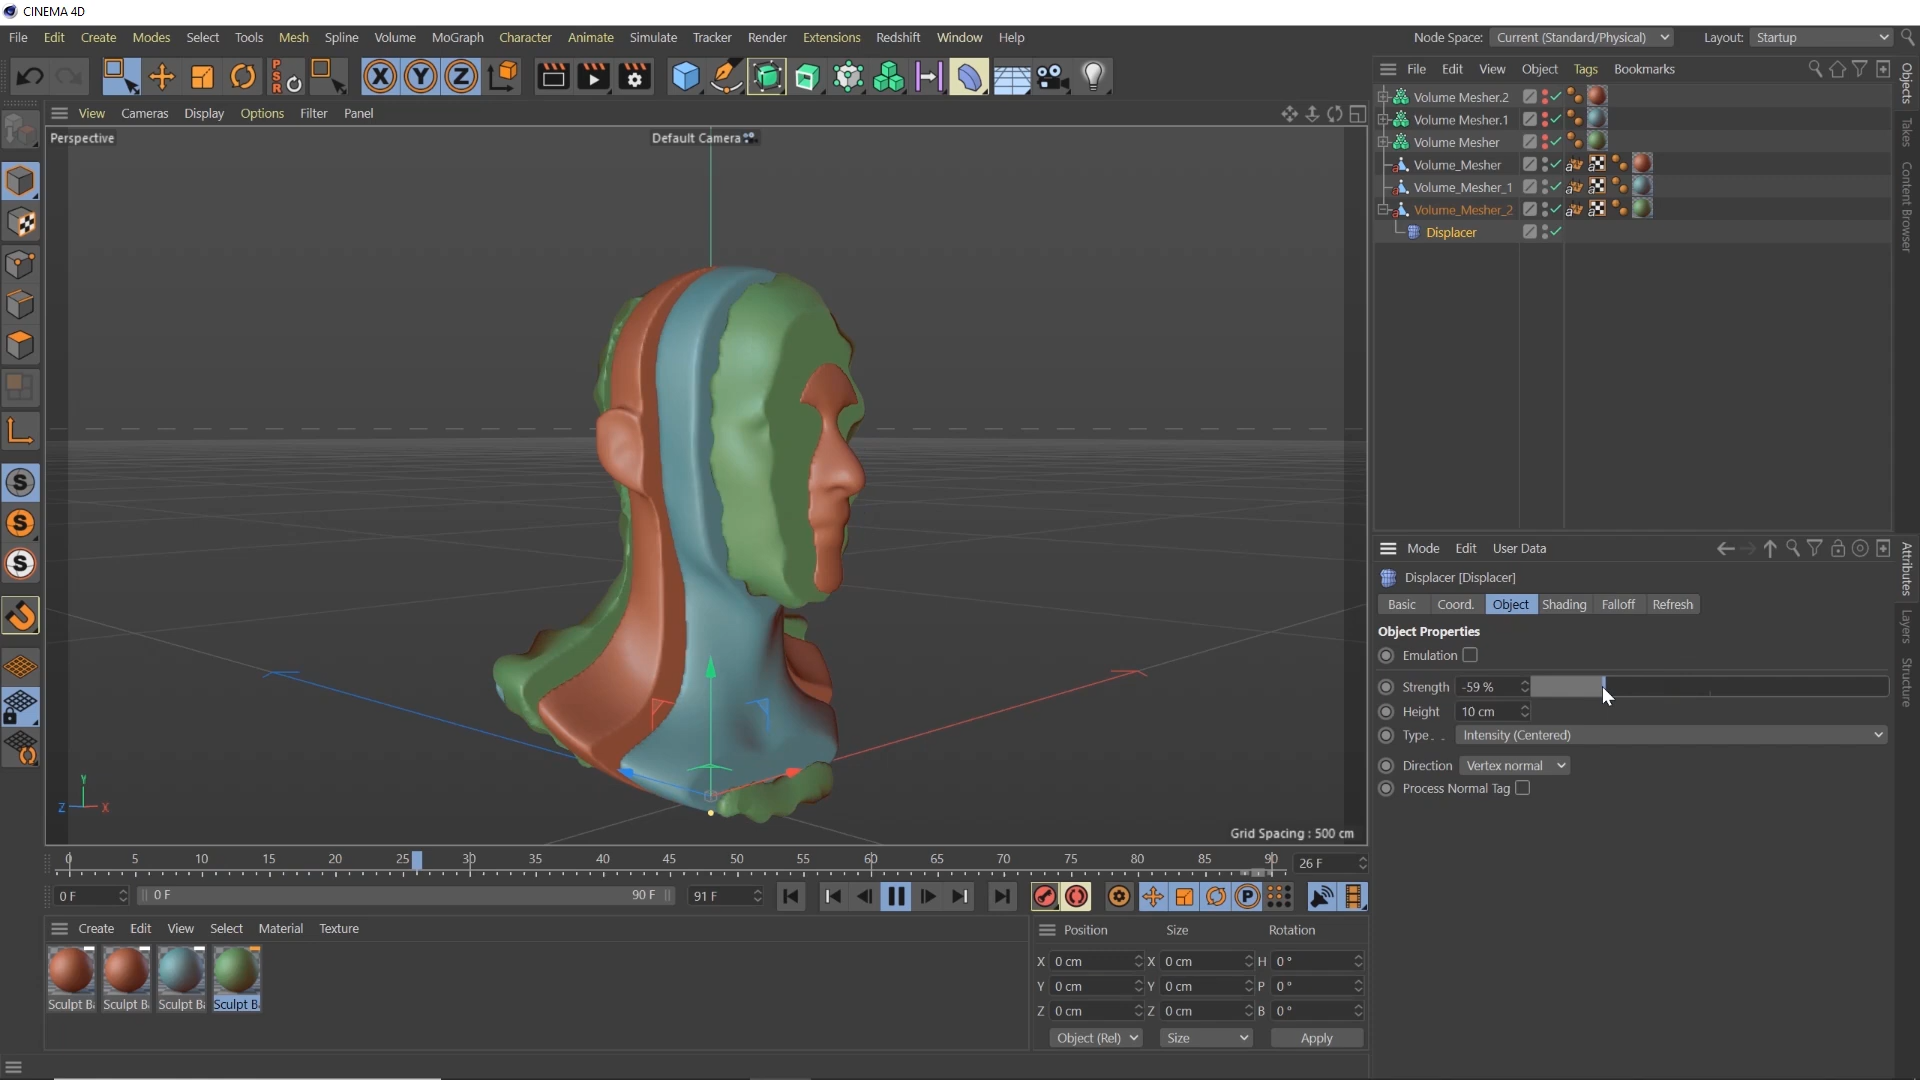 CINEMA 4D
File Edit Create Modes Select Tools Mesh Spline Volume MoGraph Character Animate Simulate Tracker Render Extensions Redshift Window Help Node Space: Current (Standard/Physical) Layout: Startup
PSR X Y Z
File Edit View Object Tags Bookmarks
View Cameras Display Options Filter Panel
Perspective
Default Camera
Volume Mesher.2
Volume Mesher.1
Volume Mesher
Volume_Mesher
Volume_Mesher_1
Volume_Mesher_2
Displacer
Objects
Takes
Content Browser
S
S
S
Y
Z X
Grid Spacing : 500 cm
Mode Edit User Data
Displacer [Displacer]
Basic Coord. Object Shading Falloff Refresh
Object Properties
Emulation
Strength -59 %
Height 10 cm
Type . . Intensity (Centered)
Direction Vertex normal
Process Normal Tag
Attributes
Layers
Structure
0 5 10 15 20 25 30 35 40 45 50 55 60 65 70 75 80 85 90 26 F
0 F 0 F 90 F 91 F P
Create Edit View Select Material Texture
Sculpt B Sculpt B Sculpt B Sculpt B
Position Size Rotation
X 0 cm X 0 cm H 0 °
Y 0 cm Y 0 cm P 0 °
Z 0 cm Z 0 cm B 0 °
Object (Rel) Size Apply